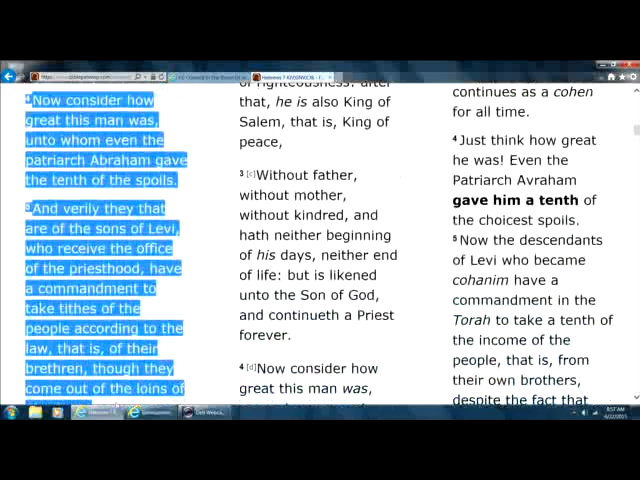 4 Now consider how
great this man was,
unto whom even the
patriarch Abraham gave
the tenth of the spoils.
5 And verily they that
are of the sons of Levi,
who receive the office
of the priesthood, have
a commandment to
take tithes of the
people according to the
law, that is, of their
brethren, though they
come out of the loins of
that, he is also King of
Salem, that is, King of
peace,
3 [c]Without father,
without mother,
without kindred, and
hath neither beginning
of his days, neither end
of life: but is likened
unto the Son of God,
and continueth a Priest
forever.
4 [d]Now consider how
great this man was,
continues as a cohen
for all time.
4 Just think how great
he was! Even the
Patriarch Avraham
gave him a tenth of
the choicest spoils.
5 Now the descendants
of Levi who became
cohanim have a
commandment in the
Torah to take a tenth of
the income of the
people, that is, from
their own brothers,
despite the fact that
8:57 AM